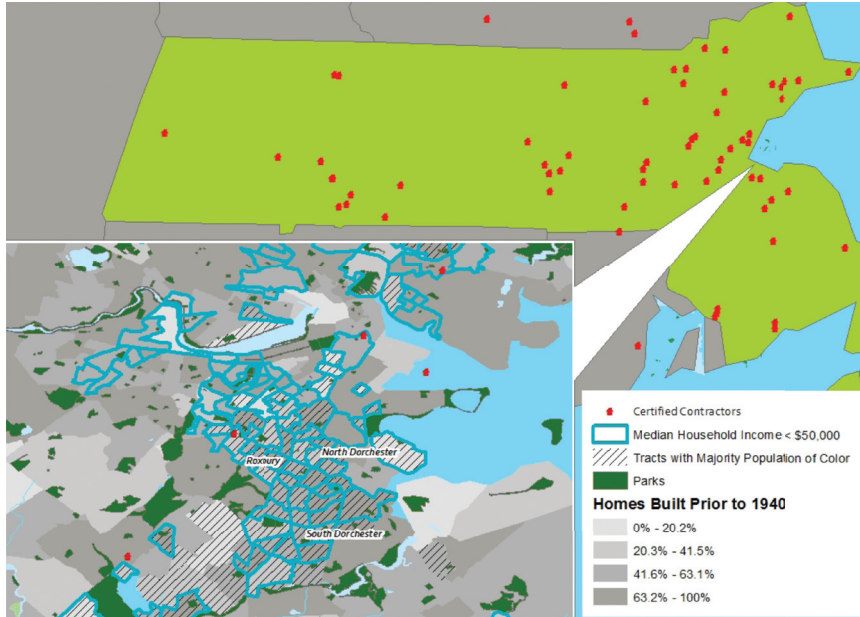 North Dorchester
Roxbury
South Dorchester
Certified Contractors
Median Household Income < $50,000
Tracts with Majority Population of Color
Parks
Homes Built Prior to 1940
0% - 20.2%
20.3% - 41.5%
41.6% - 63.1%
63.2% - 100%